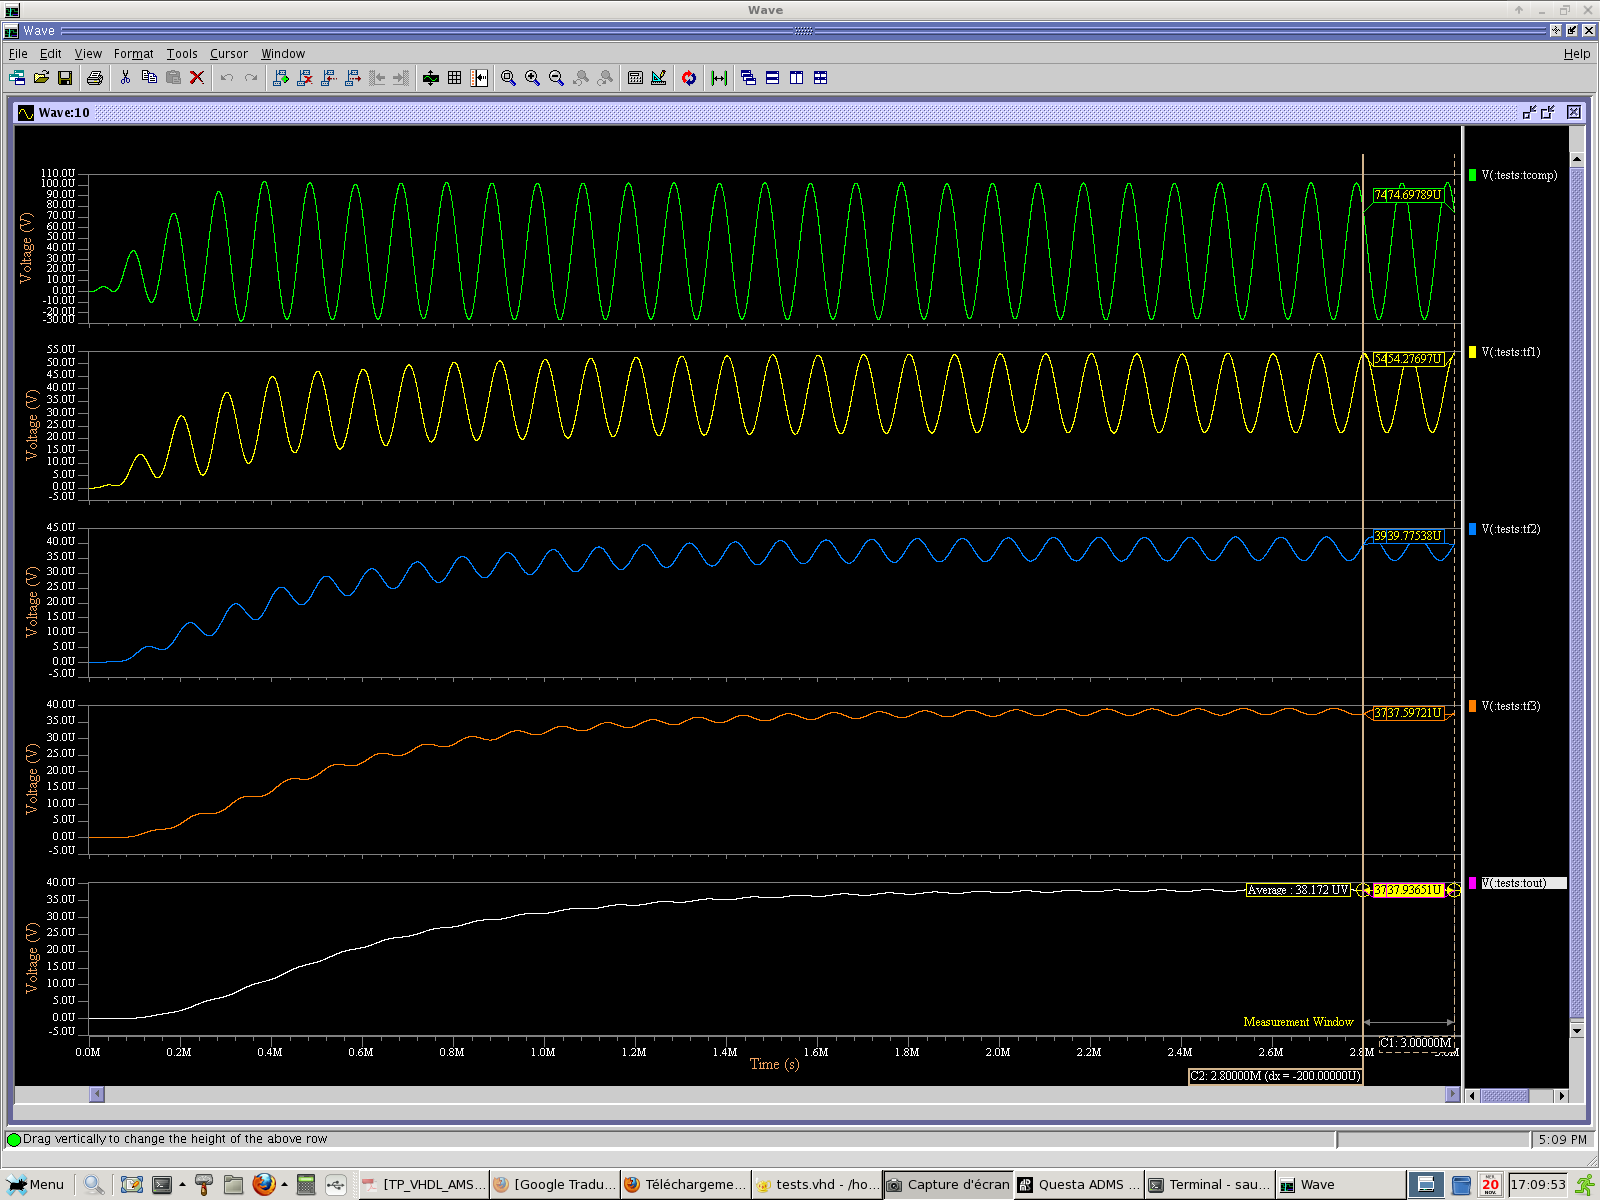 Wave
Wave
File Edit View Format Tools Cursor Window Help
Wave:10
110.0U
100.0U
90.0U
80.0U
70.0U
60.0U
50.0U
40.0U
30.0U
20.0U
10.0U
0.0U
-10.0U
-20.0U
-30.0U
Voltage (V)
7474.69789U
V(:tests:tcomp)
55.0U
50.0U
45.0U
40.0U
35.0U
30.0U
25.0U
20.0U
15.0U
10.0U
5.0U
0.0U
-5.0U
Voltage (V)
5454.27697U
V(:tests:tf1)
45.0U
40.0U
35.0U
30.0U
25.0U
20.0U
15.0U
10.0U
5.0U
0.0U
-5.0U
Voltage (V)
3939.77538U
V(:tests:tf2)
40.0U
35.0U
30.0U
25.0U
20.0U
15.0U
10.0U
5.0U
0.0U
-5.0U
Voltage (V)
3737.59721U
V(:tests:tf3)
40.0U
35.0U
30.0U
25.0U
20.0U
15.0U
10.0U
5.0U
0.0U
-5.0U
Voltage (V)
Average : 38.172 UV
3737.93651U
V(:tests:tout)
Measurement Window
C1: 3.00000M
0.0M 0.2M 0.4M 0.6M 0.8M 1.0M 1.2M 1.4M 1.6M 1.8M 2.0M 2.2M 2.4M 2.6M 2.8M
Time (s)
C2: 2.80000M (dx = -200.00000U)
Drag vertically to change the height of the above row
5:09 PM
Menu
[TP_VHDL_AMS...
[Google Tradu...
Téléchargeme...
tests.vhd - /ho...
Capture d'écran
Questa ADMS ...
Terminal - sau...
Wave
20
17:09:53